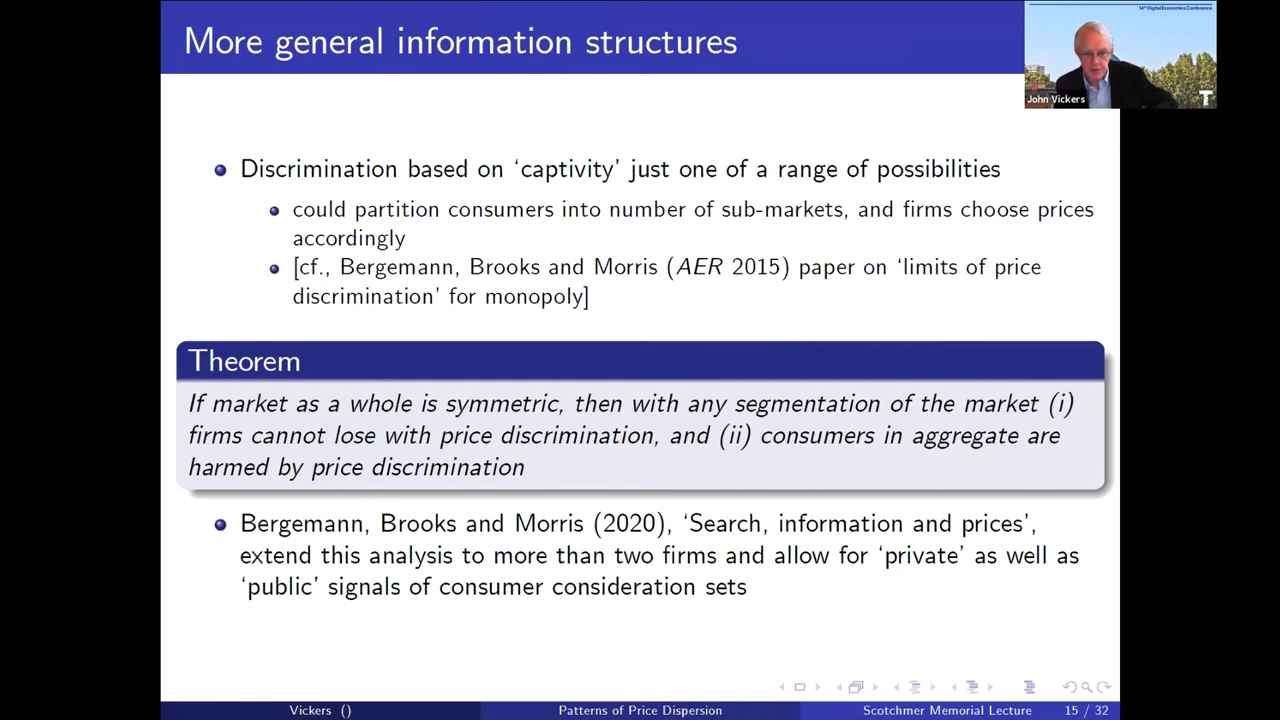 More general information structures
14th Digital Economics Conference
John Vickers
Discrimination based on ‘captivity’ just one of a range of possibilities
could partition consumers into number of sub-markets, and firms choose prices
accordingly
[cf., Bergemann, Brooks and Morris (AER 2015) paper on ‘limits of price
discrimination’ for monopoly]
Theorem
If market as a whole is symmetric, then with any segmentation of the market (i)
firms cannot lose with price discrimination, and (ii) consumers in aggregate are
harmed by price discrimination
Bergemann, Brooks and Morris (2020), ‘Search, information and prices’,
extend this analysis to more than two firms and allow for ‘private’ as well as
‘public’ signals of consumer consideration sets
Vickers () Patterns of Price Dispersion Scotchmer Memorial Lecture 15 / 32